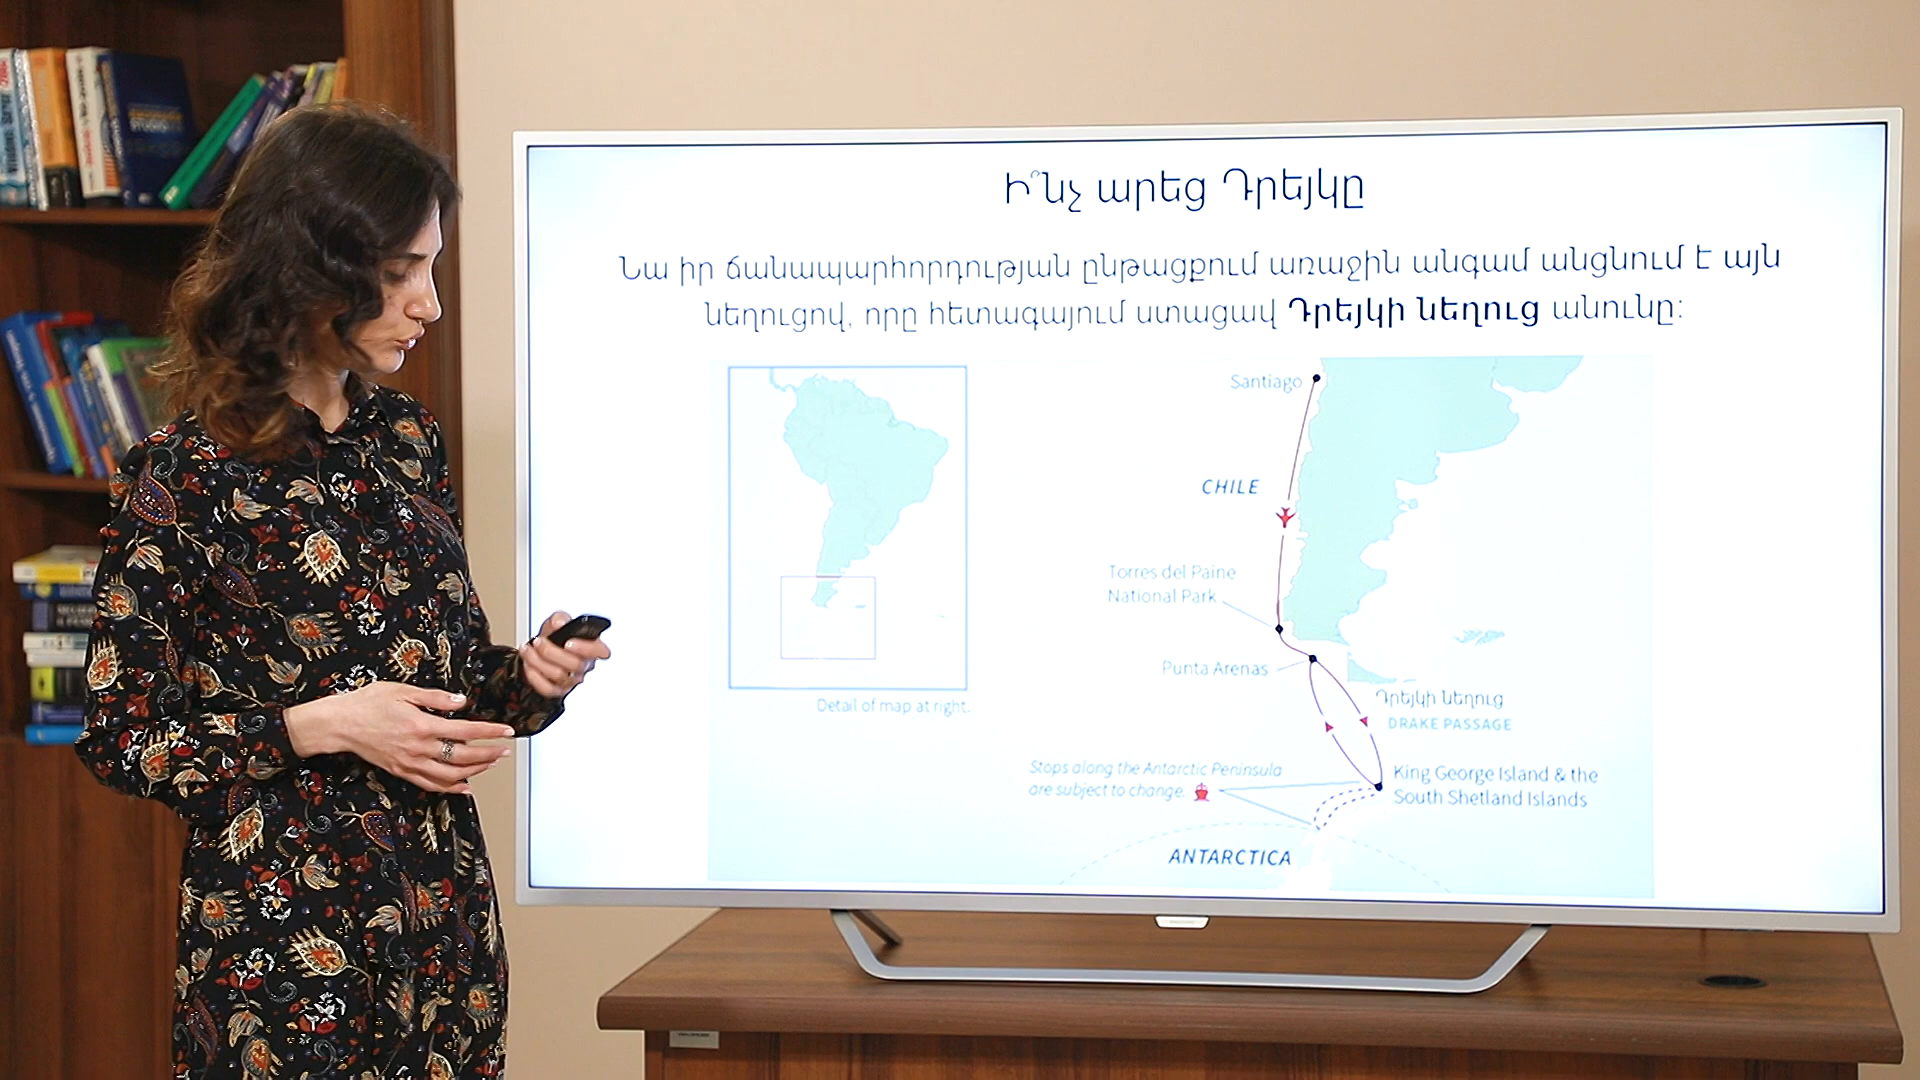 Ի՞նչ արեց Դրեյկը
Նա իր ճանապարհորդության ընթացքում առաջին անգամ անցնում է այն
նեղուցով, որը հետագայում ստացավ Դրեյկի նեղուց անունը:
Santiago
CHILE
Torres del Paine
National Park
Punta Arenas
Detail of map at right.
Դրեյկի նեղուց
DRAKE PASSAGE
Stops along the Antarctic Peninsula
are subject to change.
King George Island & the
South Shetland Islands
ANTARCTICA